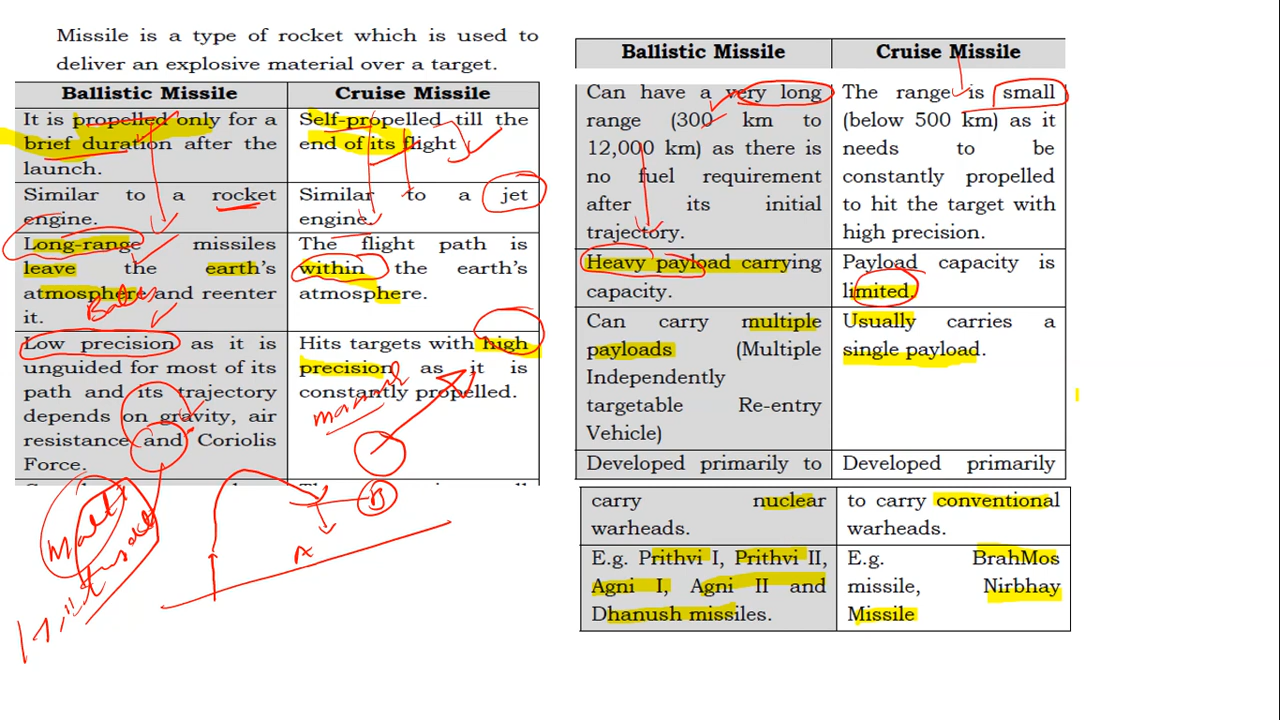 Missile is a type of rocket which is used to
deliver an explosive material over a target.
Ballistic Missile
Cruise Missile
It is propelled only for a
brief duration after the
launch.
Self-propelled till the
end of its flight
Similar to a rocket
engine.
Similar to a jet
engine.
Long-range missiles
leave the earth's
atmosphere and reenter
it.
The flight path is
within the earth's
atmosphere.
Low precision as it is
unguided for most of its
path and its trajectory
depends on gravity, air
resistance and Coriolis
Force.
Hits targets with high
precision as it is
constantly propelled.
B
A
Ballistic Missile
Cruise Missile
Can have a very long
range (300 km to
12,000 km) as there is
no fuel requirement
after its initial
trajectory.
The range is small
(below 500 km) as it
needs to be
constantly propelled
to hit the target with
high precision.
Heavy payload carrying
capacity.
Payload capacity is
limited.
Can carry multiple
payloads (Multiple
Independently
targetable Re-entry
Vehicle)
Usually carries a
single payload.
Developed primarily to
carry nuclear
warheads.
Developed primarily
to carry conventional
warheads.
E.g. Prithvi I, Prithvi II,
Agni I, Agni II and
Dhanush missiles.
E.g. BrahMos
missile, Nirbhay
Missile